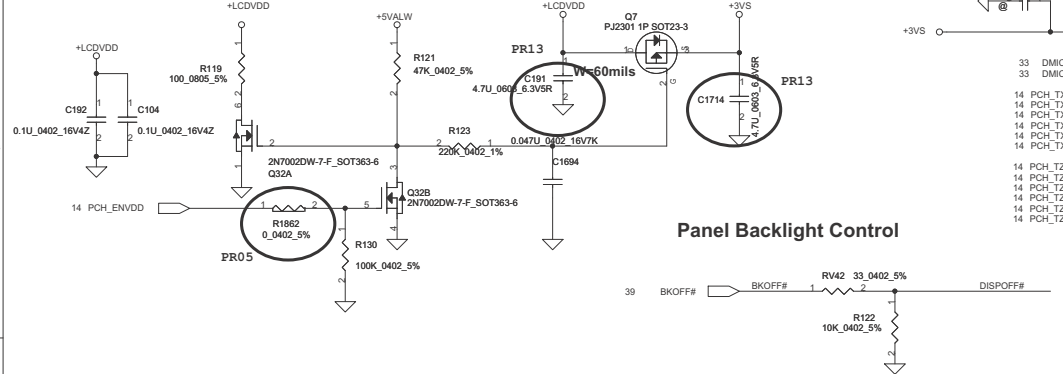 +LCDVDD
+5VALW
+LCDVDD
+3VS
Q7
PJ2301 1P SOT23-3
@
+3VS
+LCDVDD
R119
100_0805_5%
R121
47K_0402_5%
PR13
W=60mils
C191
4.7U_0603_6.3V5R
PR13
C1714
4.7U_0603_6.3V5R
33 DMIC
33 DMIC
14 PCH_TX
14 PCH_TX
14 PCH_TX
14 PCH_TX
14 PCH_TX
14 PCH_TX
C192
0.1U_0402_16V4Z
C104
0.1U_0402_16V4Z
R123
220K_0402_1%
0.047U_0402_16V7K
C1694
2N7002DW-7-F_SOT363-6
Q32A
Q32B
2N7002DW-7-F_SOT363-6
14 PCH_TZ
14 PCH_TZ
14 PCH_TZ
14 PCH_TZ
14 PCH_TZ
14 PCH_TZ
14 PCH_ENVDD
R1862
0_0402_5%
PR05
R130
100K_0402_5%
Panel Backlight Control
39 BKOFF#
BKOFF#
RV42 33_0402_5%
DISPOFF#
R122
10K_0402_5%